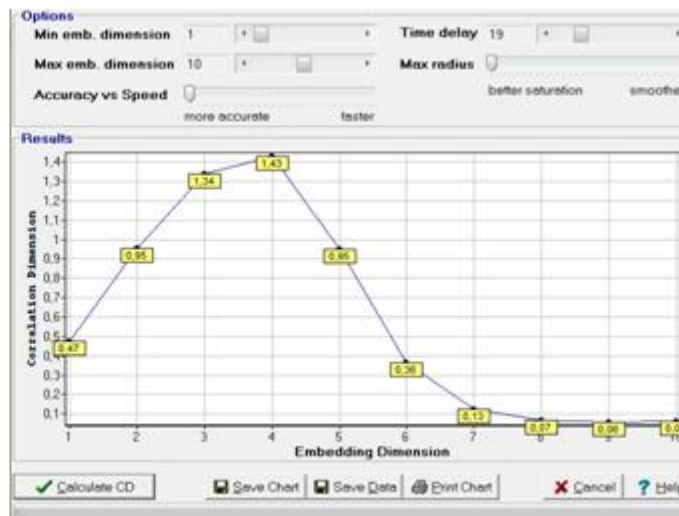 Options
Min emb. dimension 1 Time delay 19
Max emb. dimension 10 Max radius
Accuracy vs Speed better saturation smoothe
more accurate faster
Results
Correlation Dimension
1,4
1,3
1,2
1,1
1
0,9
0,8
0,7
0,6
0,5
0,4
0,3
0,2
0,1
0,47
0,95
1,34
1,43
0,95
0,36
0,13
0,07
0,06
1 2 3 4 5 6 7 8 9 10
Embedding Dimension
Calculate CD Save Chart Save Data Print Chart Cancel Help